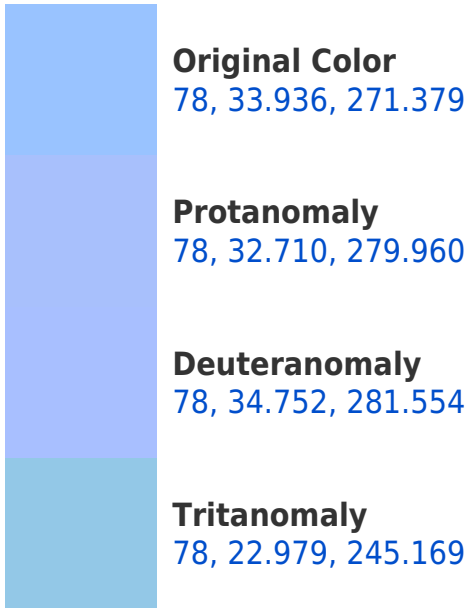 Original Color
78, 33.936, 271.379
Protanomaly
78, 32.710, 279.960
Deuteranomaly
78, 34.752, 281.554
Tritanomaly
78, 22.979, 245.169